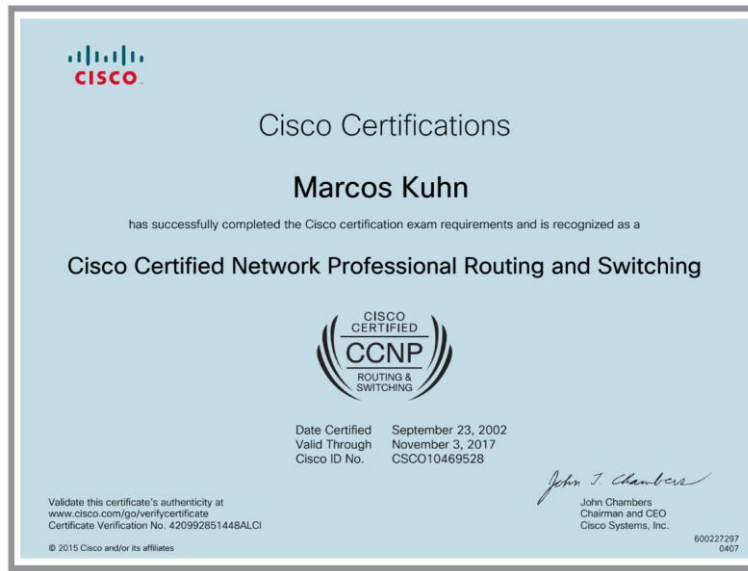 CISCO
Cisco Certifications
Marcos Kuhn
has successfully completed the Cisco certification exam requirements and is recognized as a
Cisco Certified Network Professional Routing and Switching
CISCO
CERTIFIED
CCNP
ROUTING &
SWITCHING
Date Certified September 23, 2002
Valid Through November 3, 2017
Cisco ID No. CSCO10469528
John T. Chambers
John Chambers
Chairman and CEO
Cisco Systems, Inc.
Validate this certificate's authenticity at
www.cisco.com/go/verifycertificate
Certificate Verification No. 420992851448ALCI
© 2015 Cisco and/or its affiliates
600227297
0407